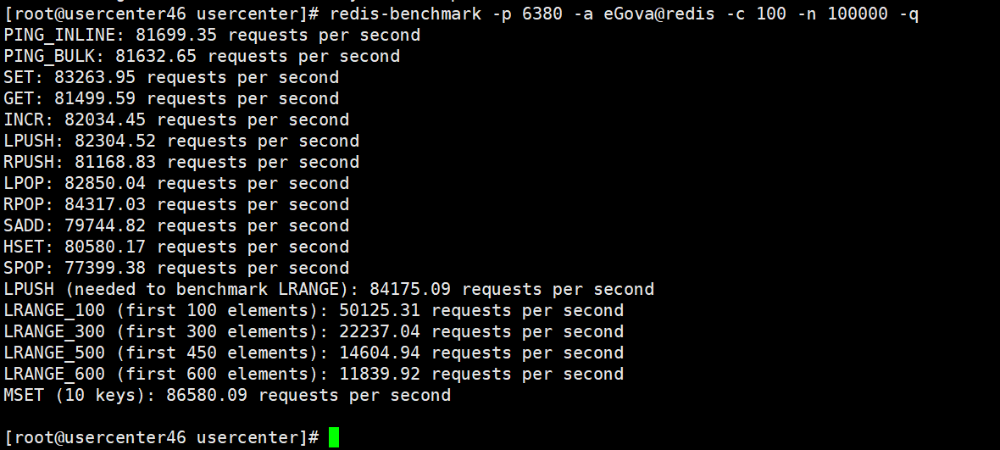 [root@usercenter46 usercenter]# redis-benchmark -p 6380 -a eGova@redis -c 100 -n 100000 -q
PING_INLINE: 81699.35 requests per second
PING_BULK: 81632.65 requests per second
SET: 83263.95 requests per second
GET: 81499.59 requests per second
INCR: 82034.45 requests per second
LPUSH: 82304.52 requests per second
RPUSH: 81168.83 requests per second
LPOP: 82850.04 requests per second
RPOP: 84317.03 requests per second
SADD: 79744.82 requests per second
HSET: 80580.17 requests per second
SPOP: 77399.38 requests per second
LPUSH (needed to benchmark LRANGE): 84175.09 requests per second
LRANGE_100 (first 100 elements): 50125.31 requests per second
LRANGE_300 (first 300 elements): 22237.04 requests per second
LRANGE_500 (first 450 elements): 14604.94 requests per second
LRANGE_600 (first 600 elements): 11839.92 requests per second
MSET (10 keys): 86580.09 requests per second
[root@usercenter46 usercenter]#